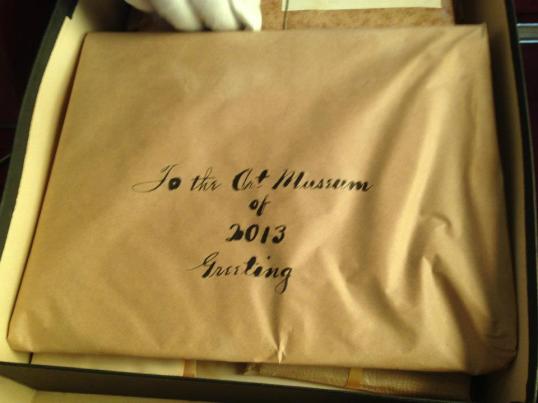 To the Art Museum
of
2013
Greeting